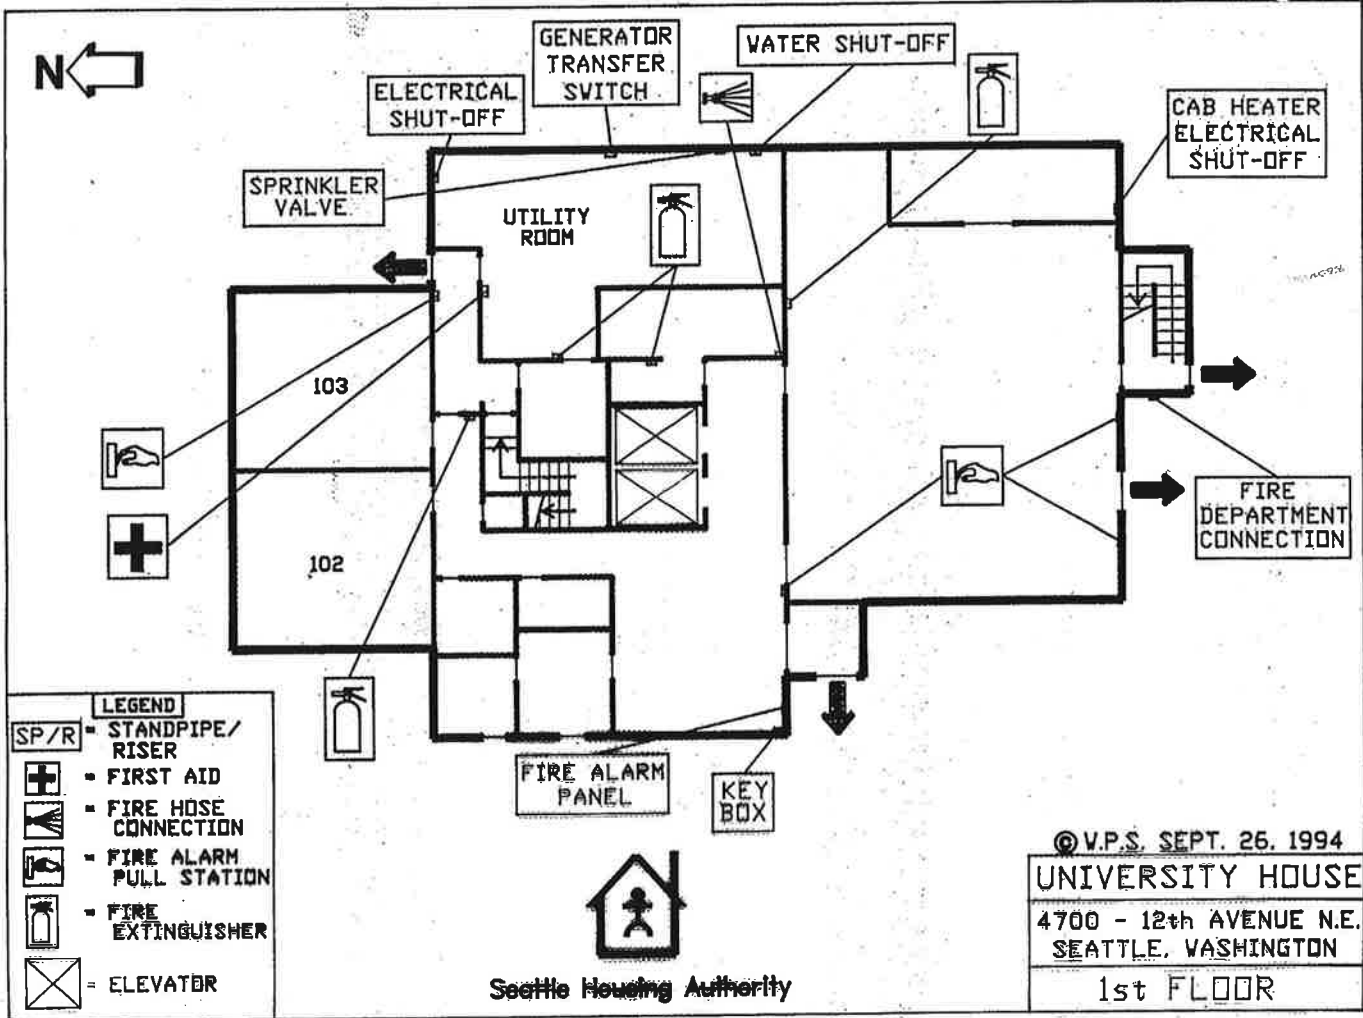 N
GENERATOR
TRANSFER
SWITCH
WATER SHUT-OFF
ELECTRICAL
SHUT-OFF
CAB HEATER
ELECTRICAL
SHUT-OFF
SPRINKLER
VALVE
UTILITY
ROOM
103
102
FIRE
DEPARTMENT
CONNECTION
FIRE ALARM
PANEL
KEY
BOX
LEGEND
SP/R = STANDPIPE/
RISER
= FIRST AID
= FIRE HOSE
CONNECTION
= FIRE ALARM
PULL STATION
= FIRE
EXTINGUISHER
= ELEVATOR
Seattle Housing Authority
© V.P.S. SEPT. 26. 1994
UNIVERSITY HOUSE
4700 - 12th AVENUE N.E.
SEATTLE, WASHINGTON
1st FLOOR